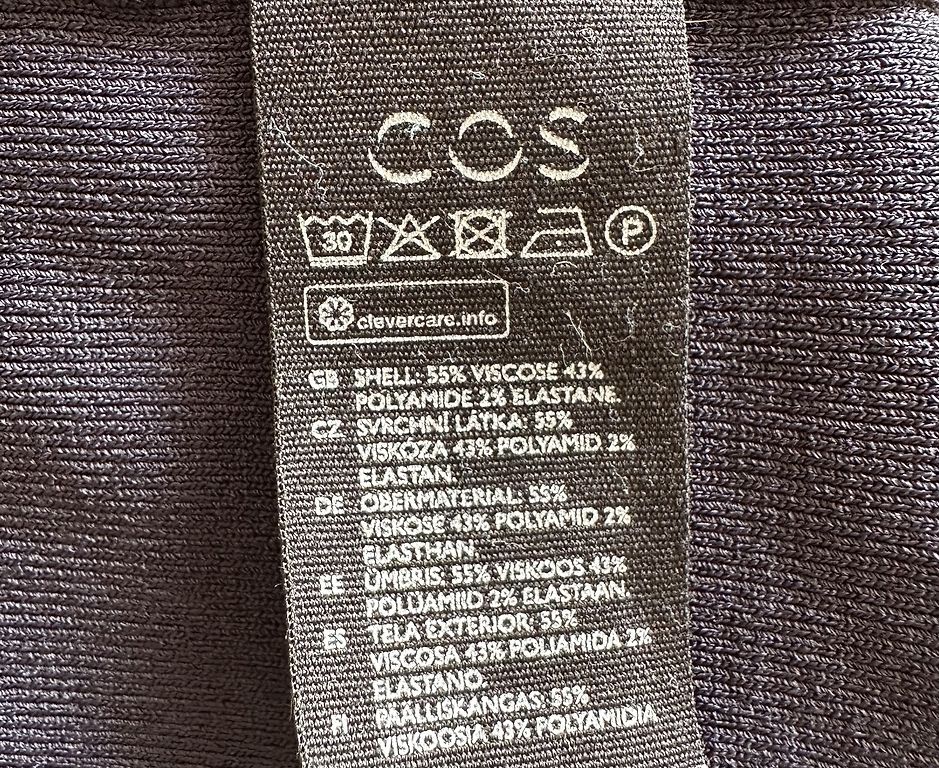 COS
30 P
clevercare.info
GB SHELL: 55% VISCOSE 43%
POLYAMIDE 2% ELASTANE.
CZ SVRCHNÍ LÁTKA: 55%
VISKÓZA 43% POLYAMID 2%
ELASTAN.
DE OBERMATERIAL: 55%
VISKOSE 43% POLYAMID 2%
ELASTHAN.
EE ÜMBRIS: 55% VISKOOS 43%
POLÜAMIID 2% ELASTAAN.
ES TELA EXTERIOR: 55%
VISCOSA 43% POLIAMIDA 2%
ELASTANO.
FI PÄÄLLISKANGAS: 55%
VISKOOSIA 43% POLYAMIDIA